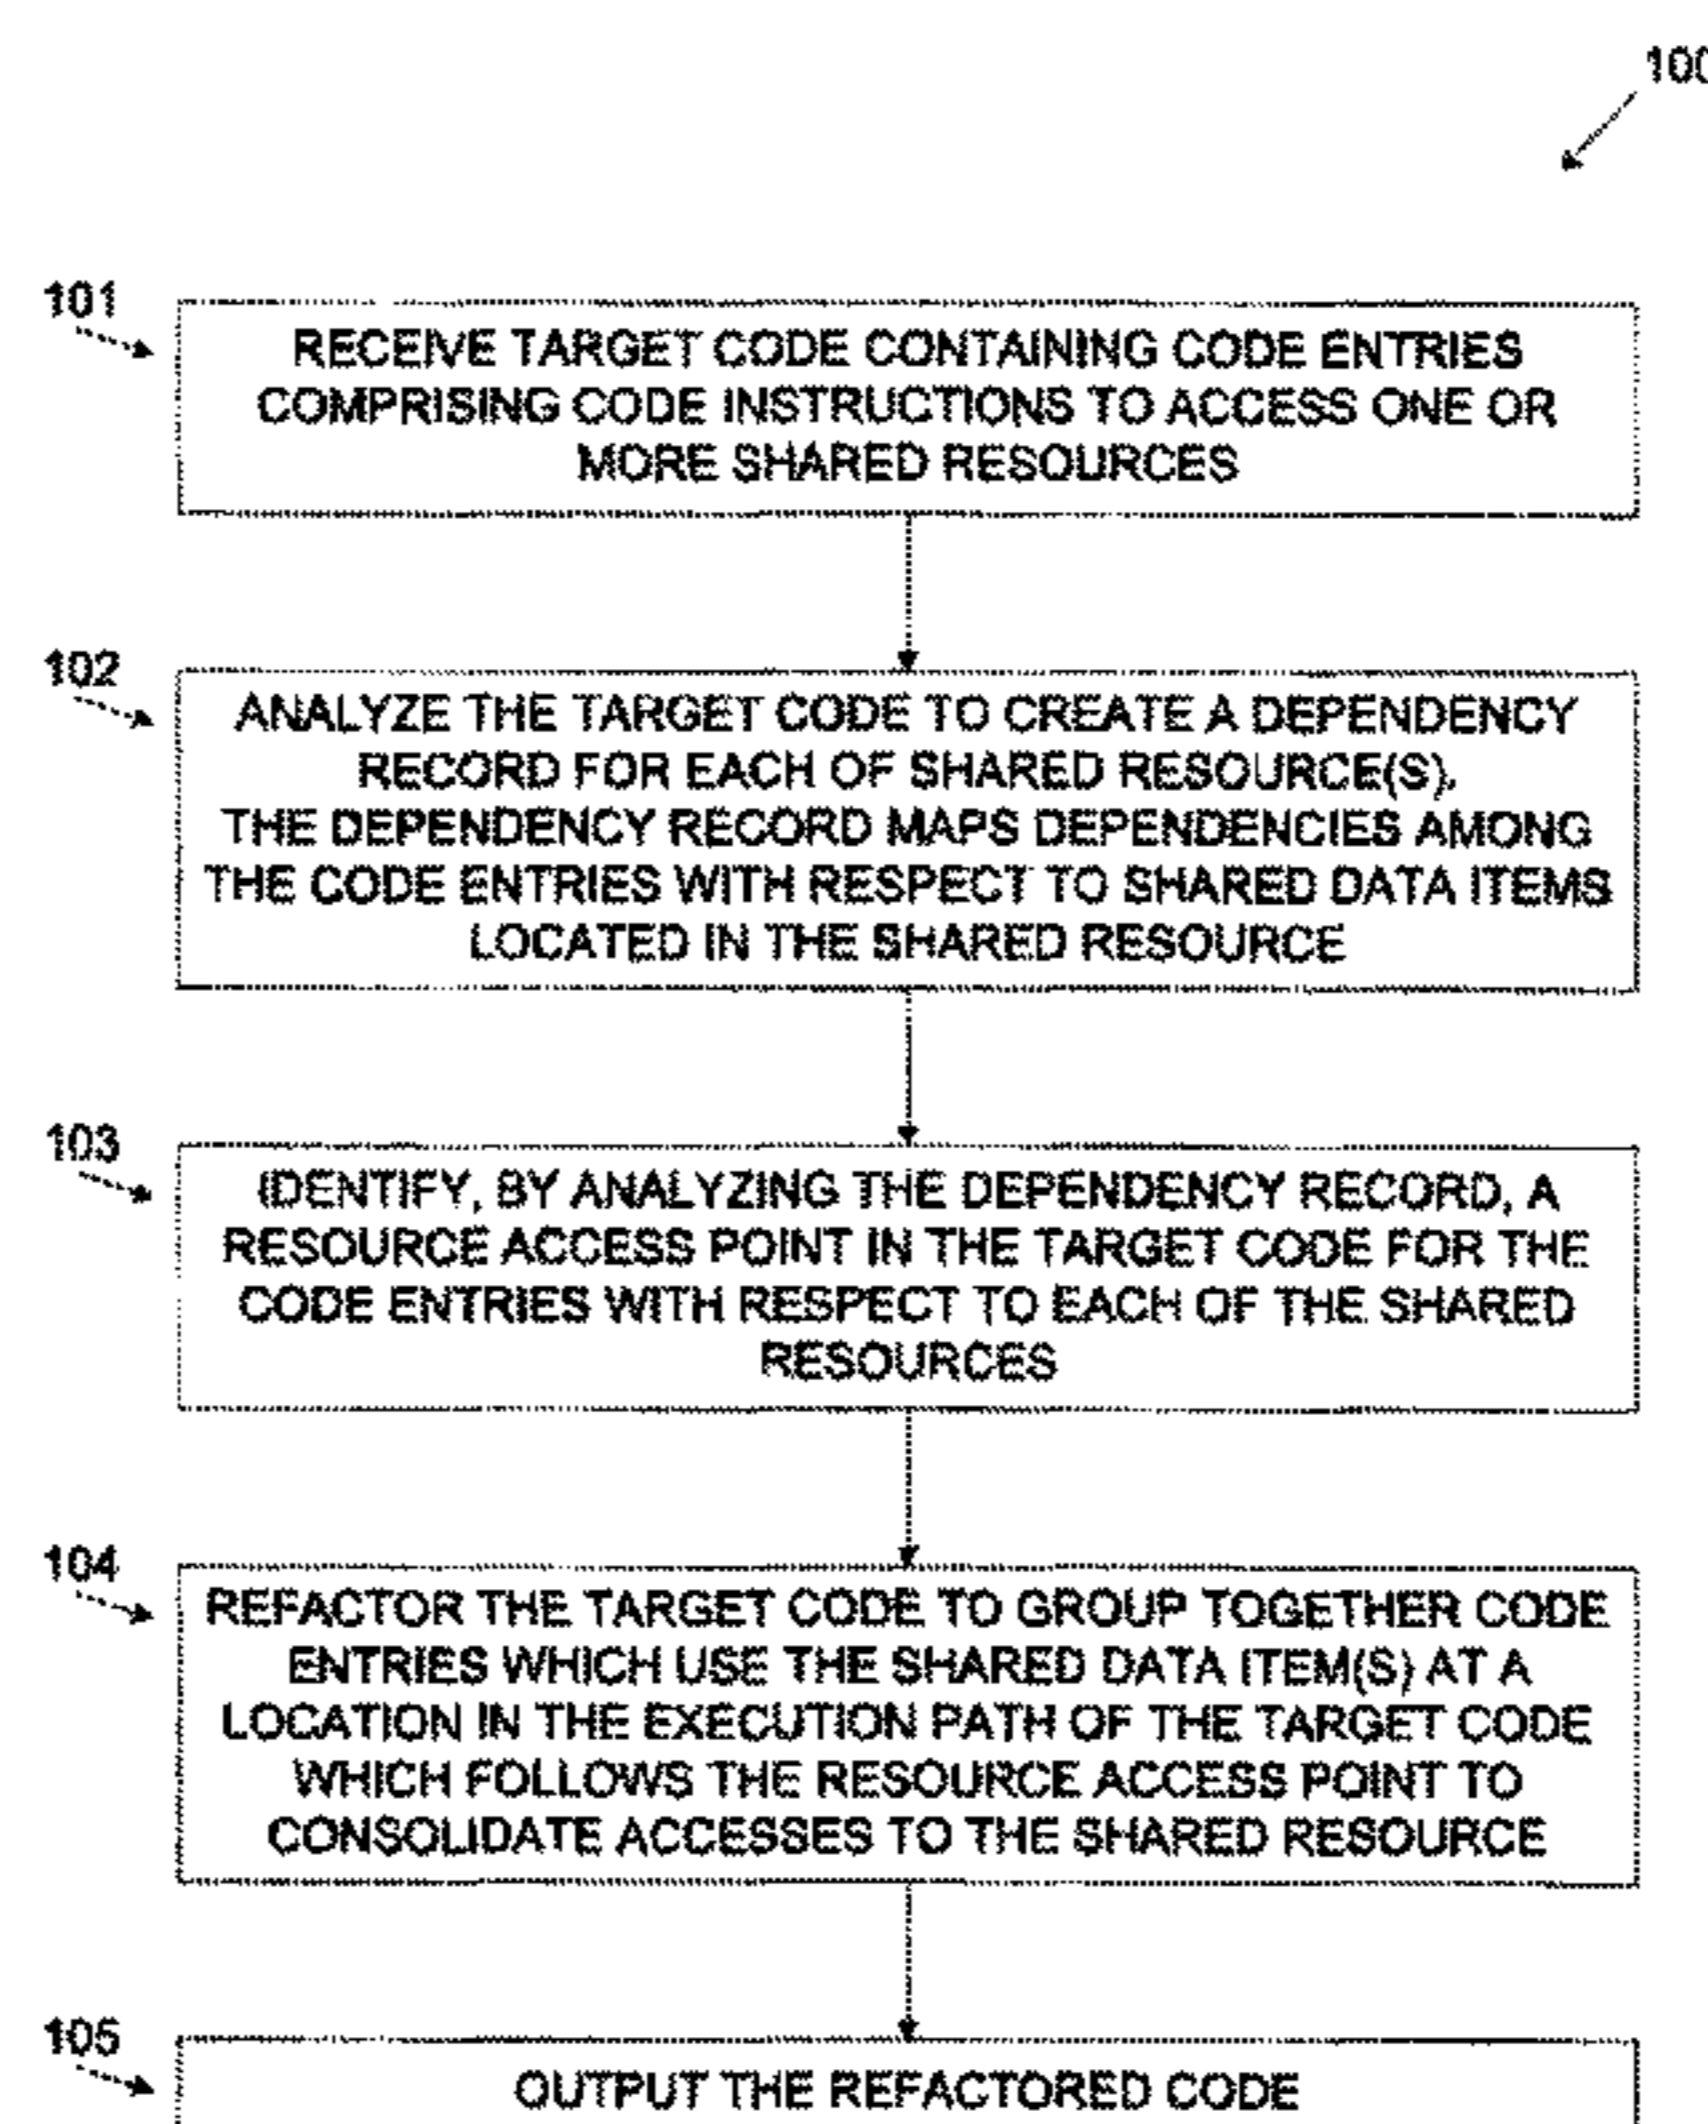 100
101
RECEIVE TARGET CODE CONTAINING CODE ENTRIES
COMPRISING CODE INSTRUCTIONS TO ACCESS ONE OR
MORE SHARED RESOURCES
102
ANALYZE THE TARGET CODE TO CREATE A DEPENDENCY
RECORD FOR EACH OF SHARED RESOURCE(S).
THE DEPENDENCY RECORD MAPS DEPENDENCIES AMONG
THE CODE ENTRIES WITH RESPECT TO SHARED DATA ITEMS
LOCATED IN THE SHARED RESOURCE
103
IDENTIFY, BY ANALYZING THE DEPENDENCY RECORD, A
RESOURCE ACCESS POINT IN THE TARGET CODE FOR THE
CODE ENTRIES WITH RESPECT TO EACH OF THE SHARED
RESOURCES
104
REFACTOR THE TARGET CODE TO GROUP TOGETHER CODE
ENTRIES WHICH USE THE SHARED DATA ITEM(S) AT A
LOCATION IN THE EXECUTION PATH OF THE TARGET CODE
WHICH FOLLOWS THE RESOURCE ACCESS POINT TO
CONSOLIDATE ACCESSES TO THE SHARED RESOURCE
105
OUTPUT THE REFACTORED CODE